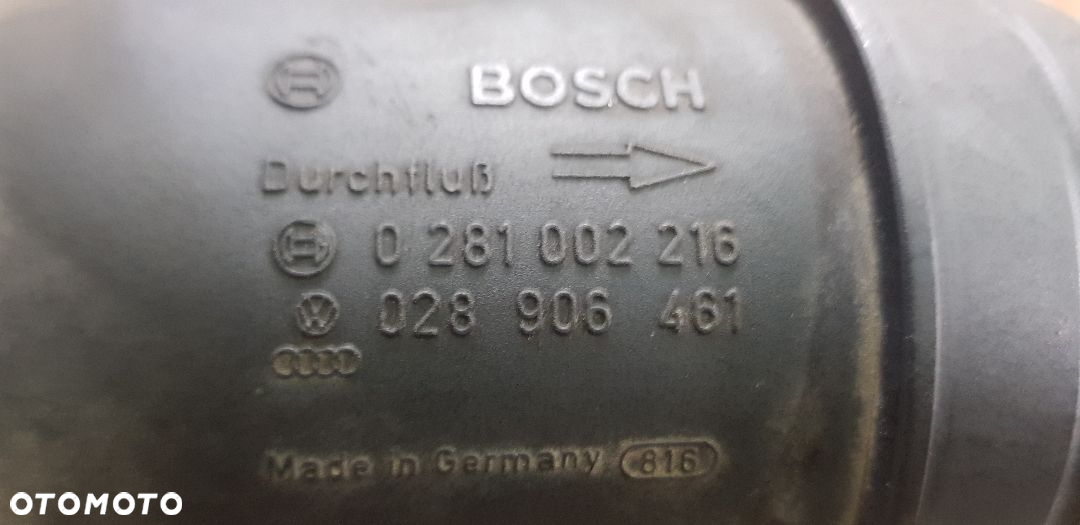 BOSCH
Durchfluß
0 281 002 216
028 906 461
Made in Germany 816
OTOMOTO